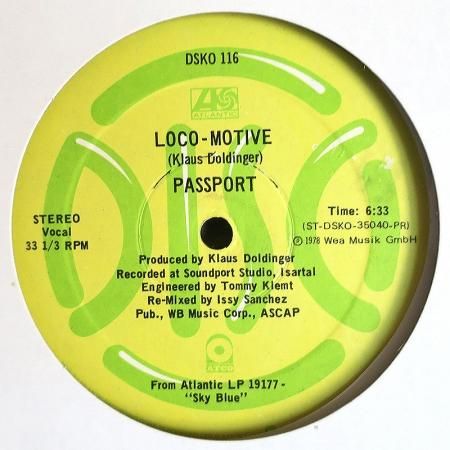 DSKO 116
ATLANTIC
LOCO-MOTIVE
(Klaus Doldinger)
PASSPORT
STEREO
Vocal
33 1/3 RPM
Time: 6:33
(ST-DSKO-35040-PR)
Ⓟ 1978 Wea Musik GmbH
Produced by Klaus Doldinger
Recorded at Soundport Studio, Isartal
Engineered by Tommy Klemt
Re-Mixed by Issy Sanchez
Pub., WB Music Corp., ASCAP
ATCO
From Atlantic LP 19177 -
"Sky Blue"
DISCO